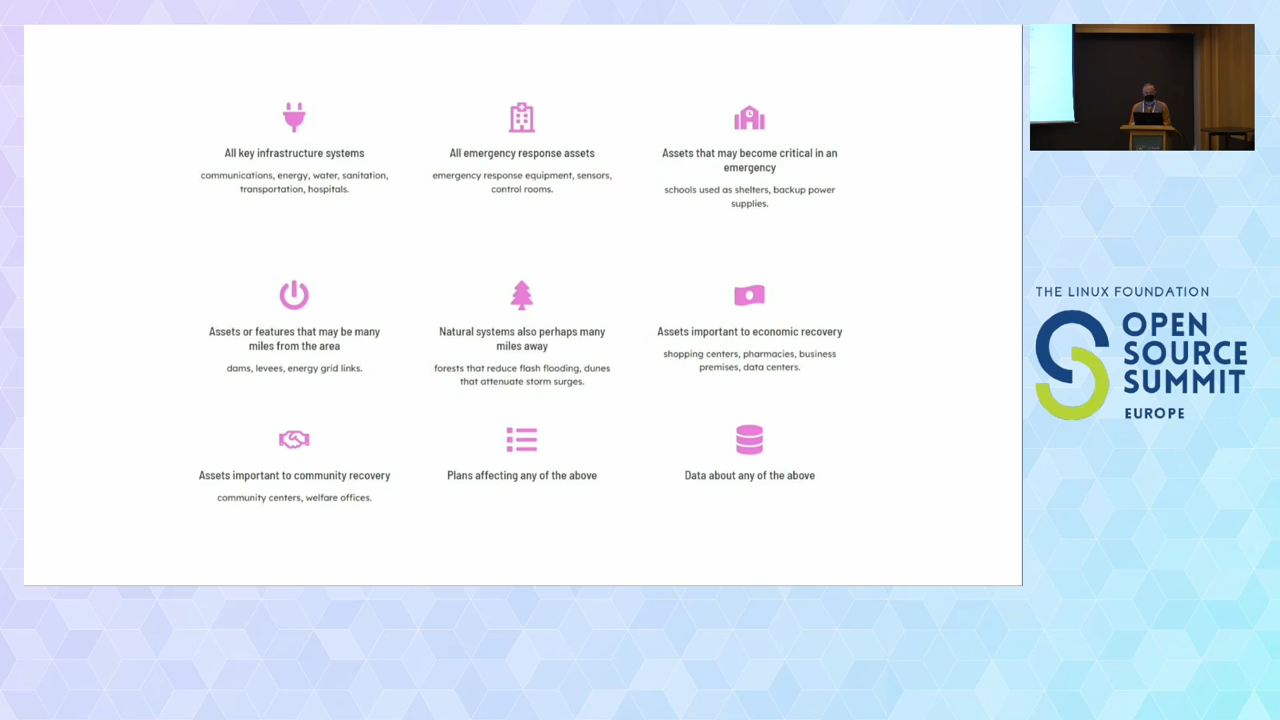 All key infrastructure systems
communications, energy, water, sanitation,
transportation, hospitals.
All emergency response assets
emergency response equipment, sensors,
control rooms.
Assets that may become critical in an
emergency
schools used as shelters, backup power
supplies.
Assets or features that may be many
miles from the area
dams, levees, energy grid links.
Natural systems also perhaps many
miles away
forests that reduce flash flooding, dunes
that attenuate storm surges.
Assets important to economic recovery
shopping centers, pharmacies, business
premises, data centers.
Assets important to community recovery
community centers, welfare offices.
Plans affecting any of the above
Data about any of the above
THE LINUX FOUNDATION
OPEN
SOURCE
SUMMIT
EUROPE